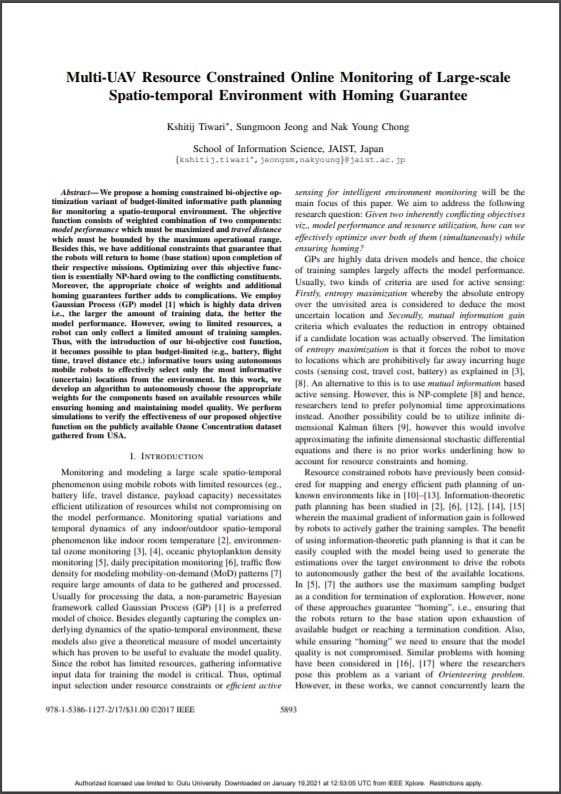 Multi-UAV Resource Constrained Online Monitoring of Large-scale
Spatio-temporal Environment with Homing Guarantee
Kshitij Tiwari*, Sungmoon Jeong and Nak Young Chong
School of Information Science, JAIST, Japan
{kshitij.tiwari*,jeongsm,nakyoung}@jaist.ac.jp
Abstract— We propose a homing constrained bi-objective op-
timization variant of budget-limited informative path planning
for monitoring a spatio-temporal environment. The objective
function consists of weighted combination of two components:
model performance which must be maximized and travel distance
which must be bounded by the maximum operational range.
Besides this, we have additional constraints that guarantee that
the robots will return to home (base station) upon completion of
their respective missions. Optimizing over this objective func-
tion is essentially NP-hard owing to the conflicting constituents.
Moreover, the appropriate choice of weights and additional
homing guarantees further adds to complications. We employ
Gaussian Process (GP) model [1] which is highly data driven
i.e., the larger the amount of training data, the better the
model performance. However, owing to limited resources, a
robot can only collect a limited amount of training samples.
Thus, with the introduction of our bi-objective cost function,
it becomes possible to plan budget-limited (e.g., battery, flight
time, travel distance etc.) informative tours using autonomous
mobile robots to effectively select only the most informative
(uncertain) locations from the environment. In this work, we
develop an algorithm to autonomously choose the appropriate
weights for the components based on available resources while
ensuring homing and maintaining model quality. We perform
simulations to verify the effectiveness of our proposed objective
function on the publicly available Ozone Concentration dataset
gathered from USA.
I. INTRODUCTION
Monitoring and modeling a large scale spatio-temporal
phenomenon using mobile robots with limited resources (eg.,
battery life, travel distance, payload capacity) necessitates
efficient utilization of resources whilst not compromising on
the model performance. Monitoring spatial variations and
temporal dynamics of any indoor/outdoor spatio-temporal
phenomenon like indoor room temperature [2], environmen-
tal ozone monitoring [3], [4], oceanic phytoplankton density
monitoring [5], daily precipitation monitoring [6], traffic flow
density for modeling mobility-on-demand (MoD) patterns [7]
require large amounts of data to be gathered and processed.
Usually for processing the data, a non-parametric Bayesian
framework called Gaussian Process (GP) [1] is a preferred
model of choice. Besides elegantly capturing the complex un-
derlying dynamics of the spatio-temporal environment, these
models also give a theoretical measure of model uncertainty
which has proven to be useful to evaluate the model quality.
Since the robot has limited resources, gathering informative
input data for training the model is critical. Thus, optimal
input selection under resource constraints or efficient active
sensing for intelligent environment monitoring will be the
main focus of this paper. We aim to address the following
research question: Given two inherently conflicting objectives
viz., model performance and resource utilization, how can we
effectively optimize over both of them (simultaneously) while
ensuring homing?
GPs are highly data driven models and hence, the choice
of training samples largely affects the model performance.
Usually, two kinds of criteria are used for active sensing:
Firstly, entropy maximization whereby the absolute entropy
over the unvisited area is considered to deduce the most
uncertain location and Secondly, mutual information gain
criteria which evaluates the reduction in entropy obtained
if a candidate location was actually observed. The limitation
of entropy maximization is that it forces the robot to move
to locations which are prohibitively far away incurring huge
costs (sensing cost, travel cost, battery) as explained in [3],
[8]. An alternative to this is to use mutual information based
active sensing. However, this is NP-complete [8] and hence,
researchers tend to prefer polynomial time approximations
instead. Another possibility could be to utilize infinite di-
mensional Kalman filters [9], however this would involve
approximating the infinite dimensional stochastic differential
equations and there is no prior works underlining how to
account for resource constraints and homing.
Resource constrained robots have previously been consid-
ered for mapping and energy efficient path planning of un-
known environments like in [10]–[13]. Information-theoretic
path planning has been studied in [2], [6], [12], [14], [15]
wherein the maximal gradient of information gain is followed
by robots to actively gather the training samples. The benefit
of using information-theoretic path planning is that it can be
easily coupled with the model being used to generate the
estimations over the target environment to drive the robots
to autonomously gather the best of the available locations.
In [5], [7] the authors use the maximum sampling budget
as a condition for termination of exploration. However, none
of these approaches guarantee “homing”, i.e., ensuring that
the robots return to the base station upon exhaustion of
available budget or reaching a termination condition. Also,
while ensuring “homing” we need to ensure that the model
quality is not compromised. Similar problems with homing
have been considered in [16], [17] where the researchers
pose this problem as a variant of Orienteering problem.
However, in these works, we cannot concurrently learn the
978-1-5386-1127-2/17/$31.00 ©2017 IEEE
5893
Authorized licensed use limited to: Oulu University. Downloaded on January 19,2021 at 12:53:05 UTC from IEEE Xplore. Restrictions apply.